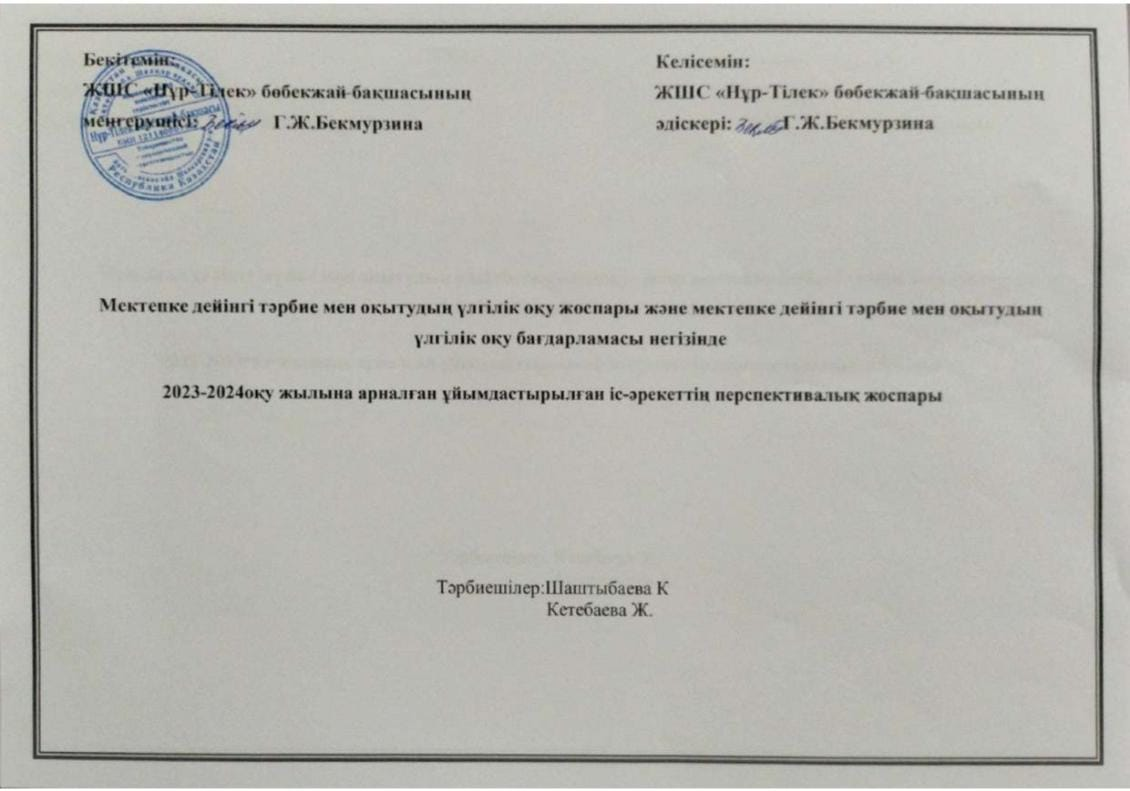 Бекітемін:
ЖШС «Нұр-Тілек» бөбекжай-бақшасының
меңгерушісі: Г.Ж.Бекмурзина
Келісемін:
ЖШС «Нұр-Тілек» бөбекжай-бақшасының
әдіскері: Г.Ж.Бекмурзина
Республика Казахстан
Мектепке дейінгі тәрбие мен оқытудың үлгілік оқу жоспары және мектепке дейінгі тәрбие мен оқытудың
үлгілік оқу бағдарламасы негізінде
2023-2024оқу жылына арналған ұйымдастырылған іс-әрекеттің перспективалық жоспары
Тәрбиешілер:Шаштыбаева К
Кетебаева Ж.